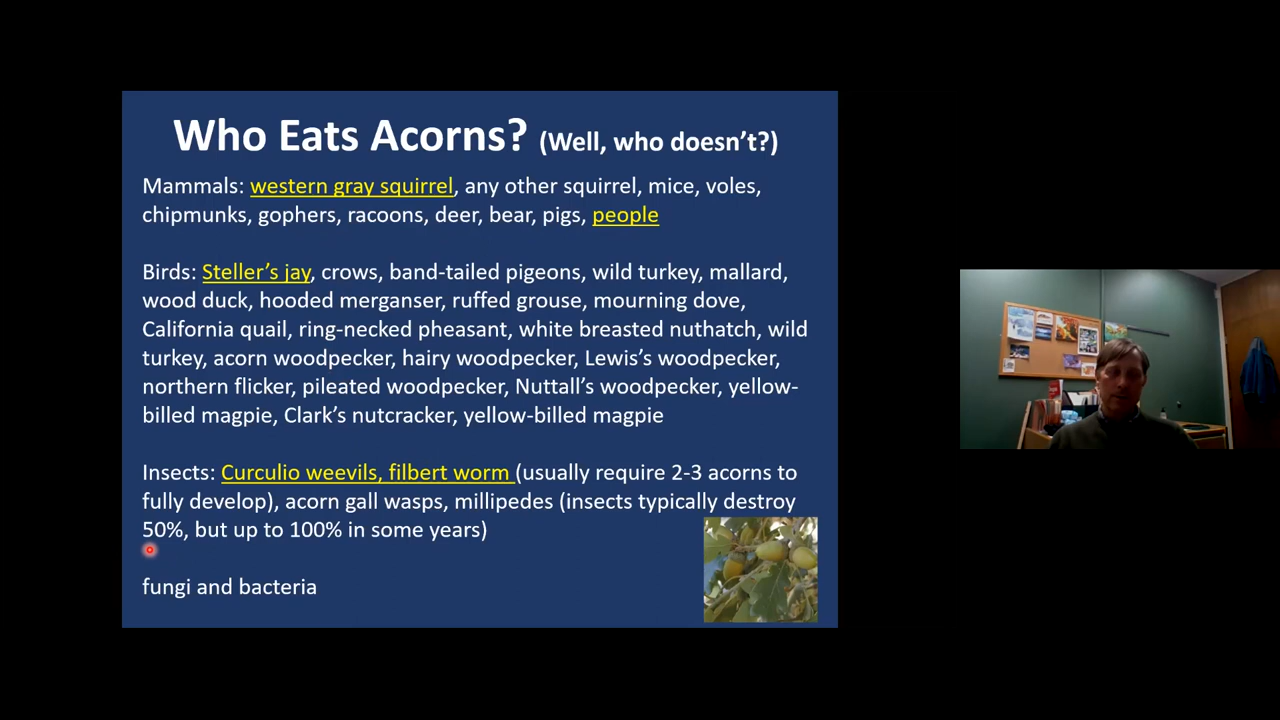 Who Eats Acorns? (Well, who doesn't?)
Mammals: western gray squirrel, any other squirrel, mice, voles,
chipmunks, gophers, racoons, deer, bear, pigs, people
Birds: Steller's jay, crows, band-tailed pigeons, wild turkey, mallard,
wood duck, hooded merganser, ruffed grouse, mourning dove,
California quail, ring-necked pheasant, white breasted nuthatch, wild
turkey, acorn woodpecker, hairy woodpecker, Lewis's woodpecker,
northern flicker, pileated woodpecker, Nuttall's woodpecker, yellow-
billed magpie, Clark's nutcracker, yellow-billed magpie
Insects: Curculio weevils, filbert worm (usually require 2-3 acorns to
fully develop), acorn gall wasps, millipedes (insects typically destroy
50%, but up to 100% in some years)
fungi and bacteria